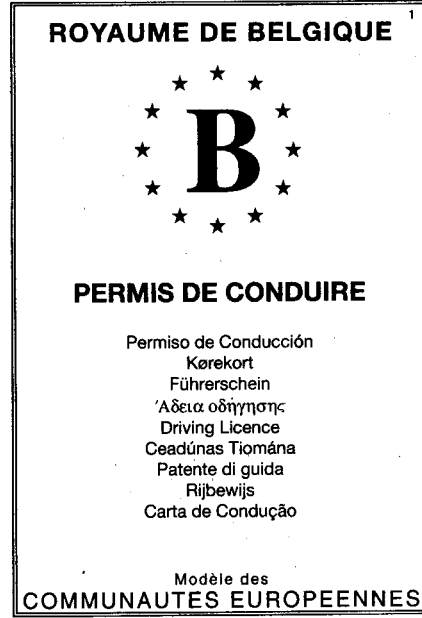 1
ROYAUME DE BELGIQUE
B
PERMIS DE CONDUIRE
Permiso de Conducción
Kørekort
Führerschein
Άδεια οδήγησης
Driving Licence
Ceadúnas Tiomána
Patente di guida
Rijbewijs
Carta de Condução
Modèle des
COMMUNAUTES EUROPEENNES